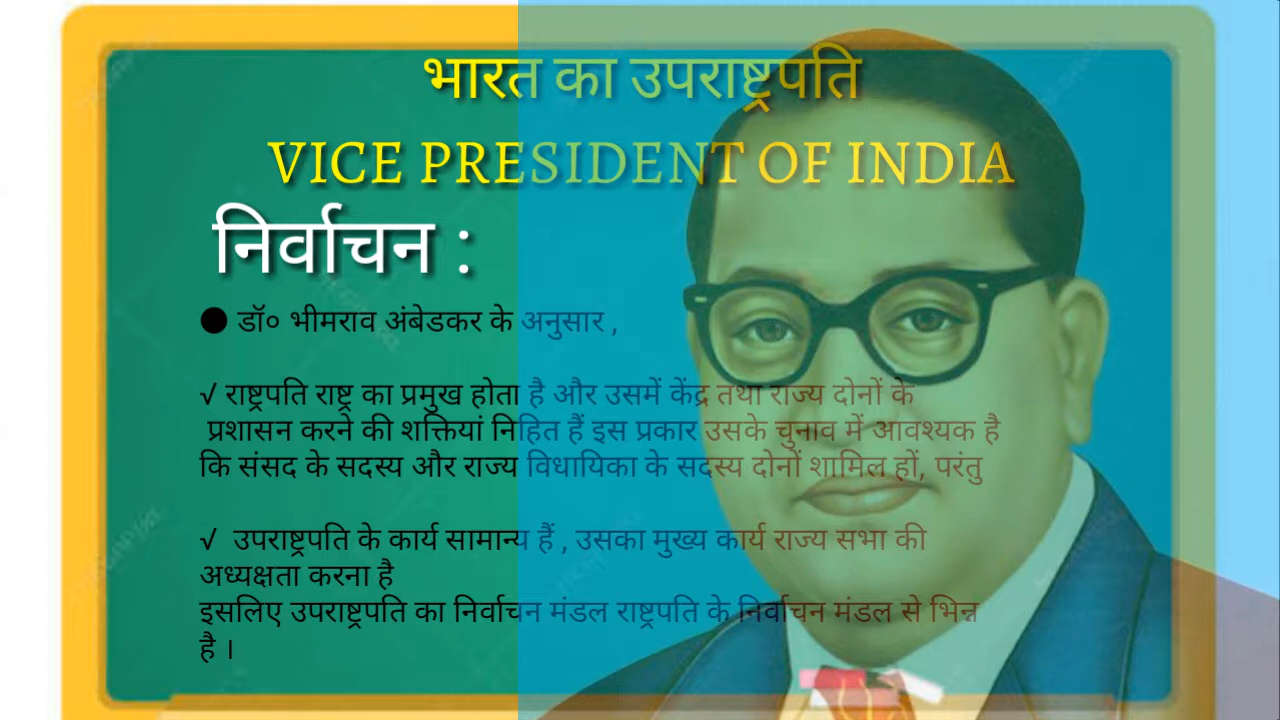 भारत का उपराष्ट्रपति
VICE PRESIDENT OF INDIA
निर्वाचन :
● डॉ० भीमराव अंबेडकर के अनुसार ,
√ राष्ट्रपति राष्ट्र का प्रमुख होता है और उसमें केंद्र तथा राज्य दोनों के
प्रशासन करने की शक्तियां निहित हैं इस प्रकार उसके चुनाव में आवश्यक है
कि संसद के सदस्य और राज्य विधायिका के सदस्य दोनों शामिल हों, परंतु
√ उपराष्ट्रपति के कार्य सामान्य हैं , उसका मुख्य कार्य राज्य सभा की
अध्यक्षता करना है
इसलिए उपराष्ट्रपति का निर्वाचन मंडल राष्ट्रपति के निर्वाचन मंडल से भिन्न
है ।